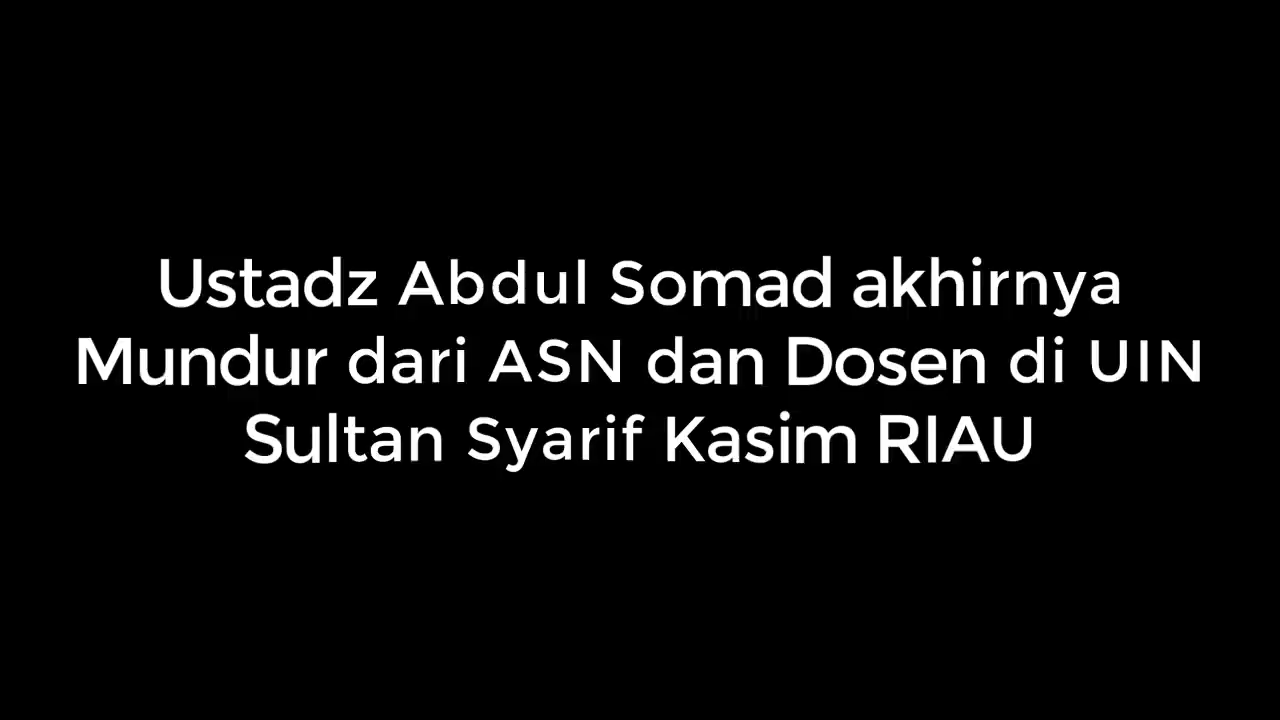 Ustadz Abdul Somad akhirnya
Mundur dari ASN dan Dosen di UIN
Sultan Syarif Kasim RIAU